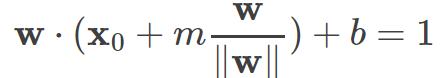 w · (x₀ + m w/‖w‖) + b = 1